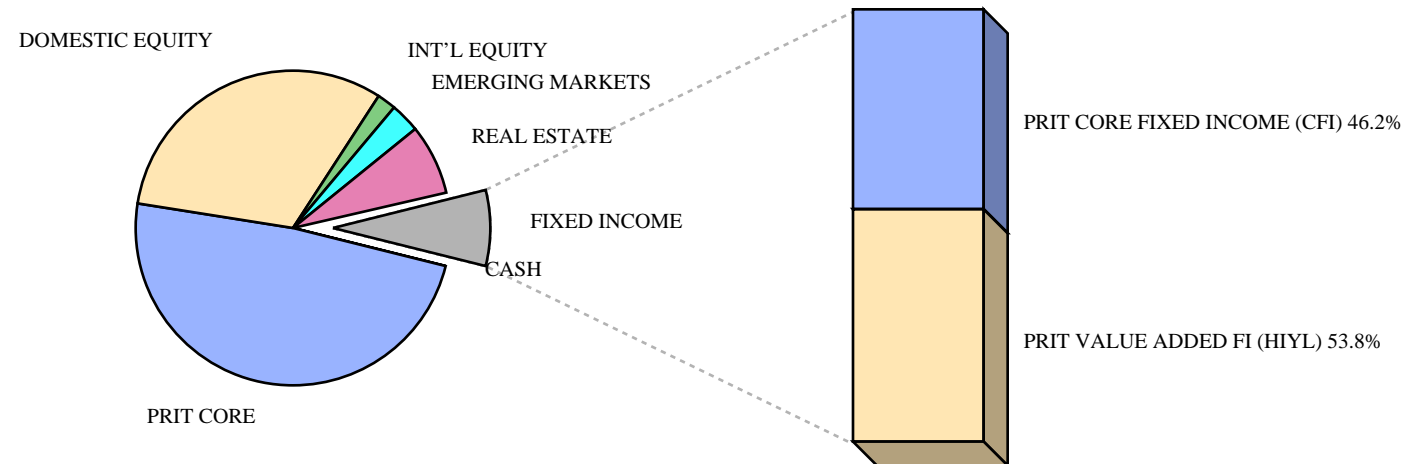 DOMESTIC EQUITY
INT'L EQUITY
EMERGING MARKETS
REAL ESTATE
FIXED INCOME
CASH
PRIT CORE
PRIT CORE FIXED INCOME (CFI) 46.2%
PRIT VALUE ADDED FI (HIYL) 53.8%